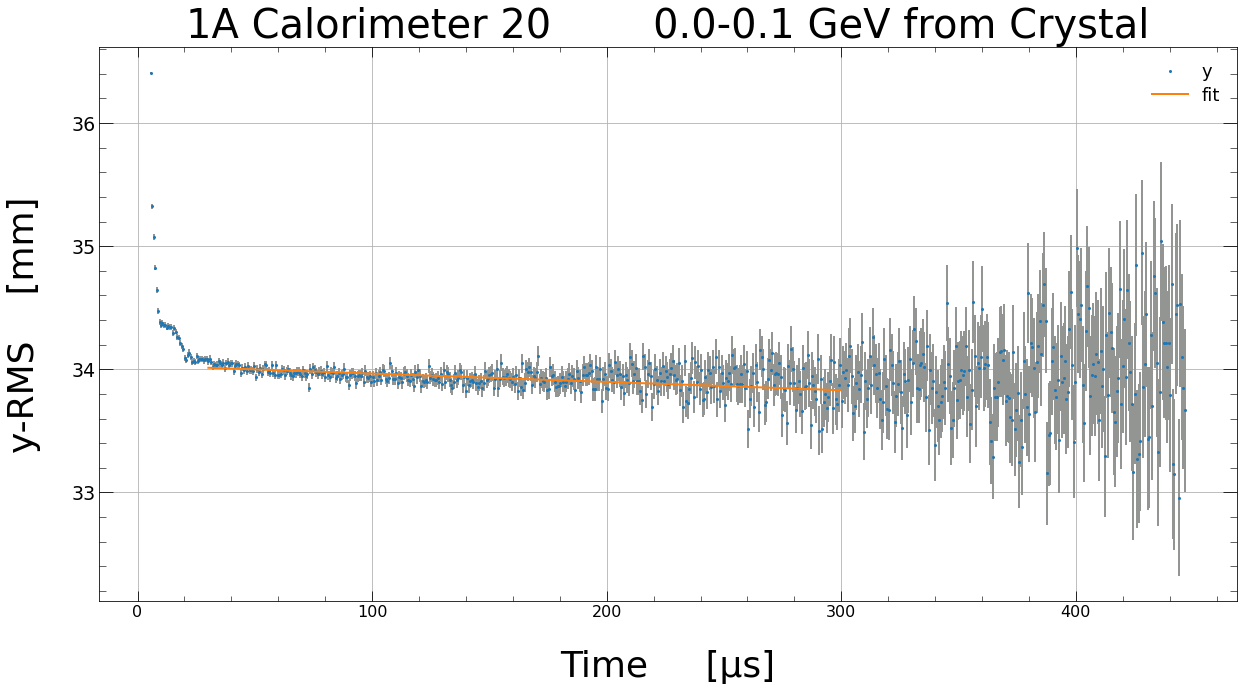 1A Calorimeter 20 0.0-0.1 GeV from Crystal
y
fit
36
35
34
33
y-RMS [mm]
0 100 200 300 400
Time [µs]